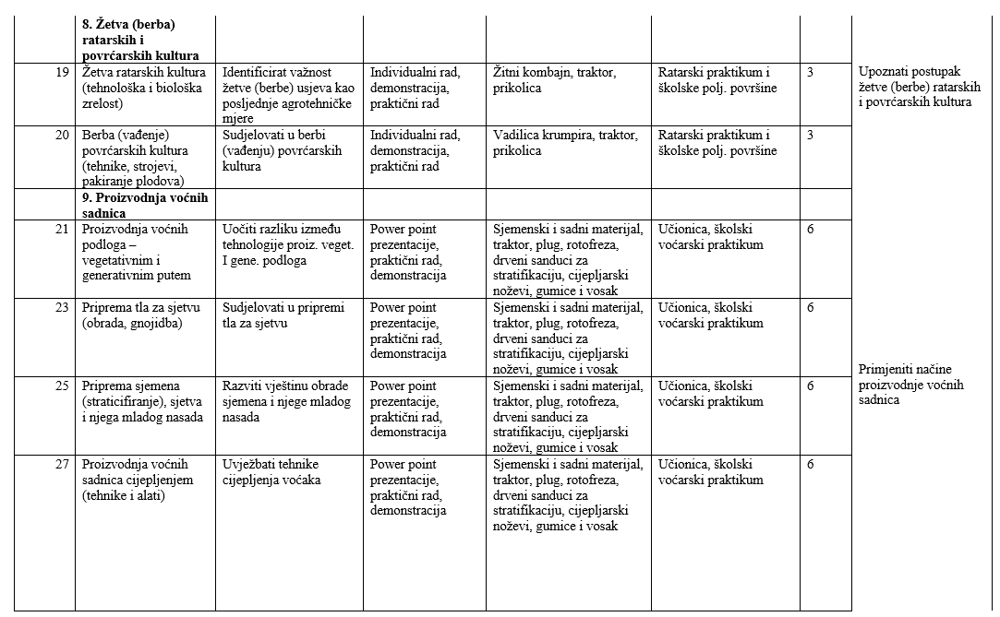 8. Žetva (berba)
ratarskih i
povrćarskih kultura
19
Žetva ratarskih kultura
(tehnološka i biološka
zrelost)
Identificirat važnost
žetve (berbe) usjeva kao
posljednje agrotehničke
mjere
Individualni rad,
demonstracija,
praktični rad
Žitni kombajn, traktor,
prikolica
Ratarski praktikum i
školske polj. površine
3
Upoznati postupak
žetve (berbe) ratarskih
i povrćarskih kultura
20
Berba (vađenje)
povrćarskih kultura
(tehnike, strojevi,
pakiranje plodova)
Sudjelovati u berbi
(vađenju) povrćarskih
kultura
Individualni rad,
demonstracija,
praktični rad
Vadilica krumpira, traktor,
prikolica
Ratarski praktikum i
školske polj. površine
3
9. Proizvodnja voćnih
sadnica
21
Proizvodnja voćnih
podloga –
vegetativnim i
generativnim putem
Uočiti razliku između
tehnologije proiz. veget.
I gene. podloga
Power point
prezentacije,
praktični rad,
demonstracija
Sjemenski i sadni materijal,
traktor, plug, rotofreza,
drveni sanduci za
stratifikaciju, cijepljarski
noževi, gumice i vosak
Učionica, školski
voćarski praktikum
6
23
Priprema tla za sjetvu
(obrada, gnojidba)
Sudjelovati u pripremi
tla za sjetvu
Power point
prezentacije,
praktični rad,
demonstracija
Sjemenski i sadni materijal,
traktor, plug, rotofreza,
drveni sanduci za
stratifikaciju, cijepljarski
noževi, gumice i vosak
Učionica, školski
voćarski praktikum
6
Primjeniti načine
proizvodnje voćnih
sadnica
25
Priprema sjemena
(straticifiranje), sjetva
i njega mladog nasada
Razviti vještinu obrade
sjemena i njege mladog
nasada
Power point
prezentacije,
praktični rad,
demonstracija
Sjemenski i sadni materijal,
traktor, plug, rotofreza,
drveni sanduci za
stratifikaciju, cijepljarski
noževi, gumice i vosak
Učionica, školski
voćarski praktikum
6
27
Proizvodnja voćnih
sadnica cijepljenjem
(tehnike i alati)
Uvježbati tehnike
cijepljenja voćaka
Power point
prezentacije,
praktični rad,
demonstracija
Sjemenski i sadni materijal,
traktor, plug, rotofreza,
drveni sanduci za
stratifikaciju, cijepljarski
noževi, gumice i vosak
Učionica, školski
voćarski praktikum
6